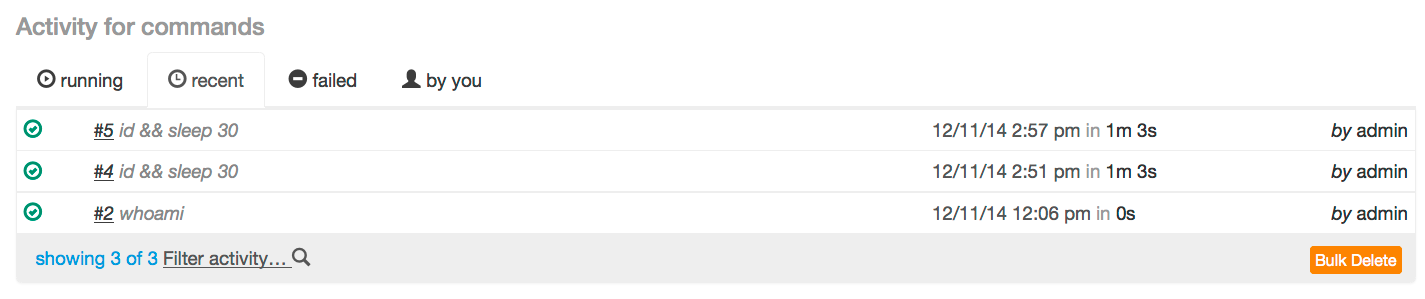 Activity for commands
running recent failed by you
#5 id && sleep 30 12/11/14 2:57 pm in 1m 3s by admin
#4 id && sleep 30 12/11/14 2:51 pm in 1m 3s by admin
#2 whoami 12/11/14 12:06 pm in 0s by admin
showing 3 of 3 Filter activity... Bulk Delete